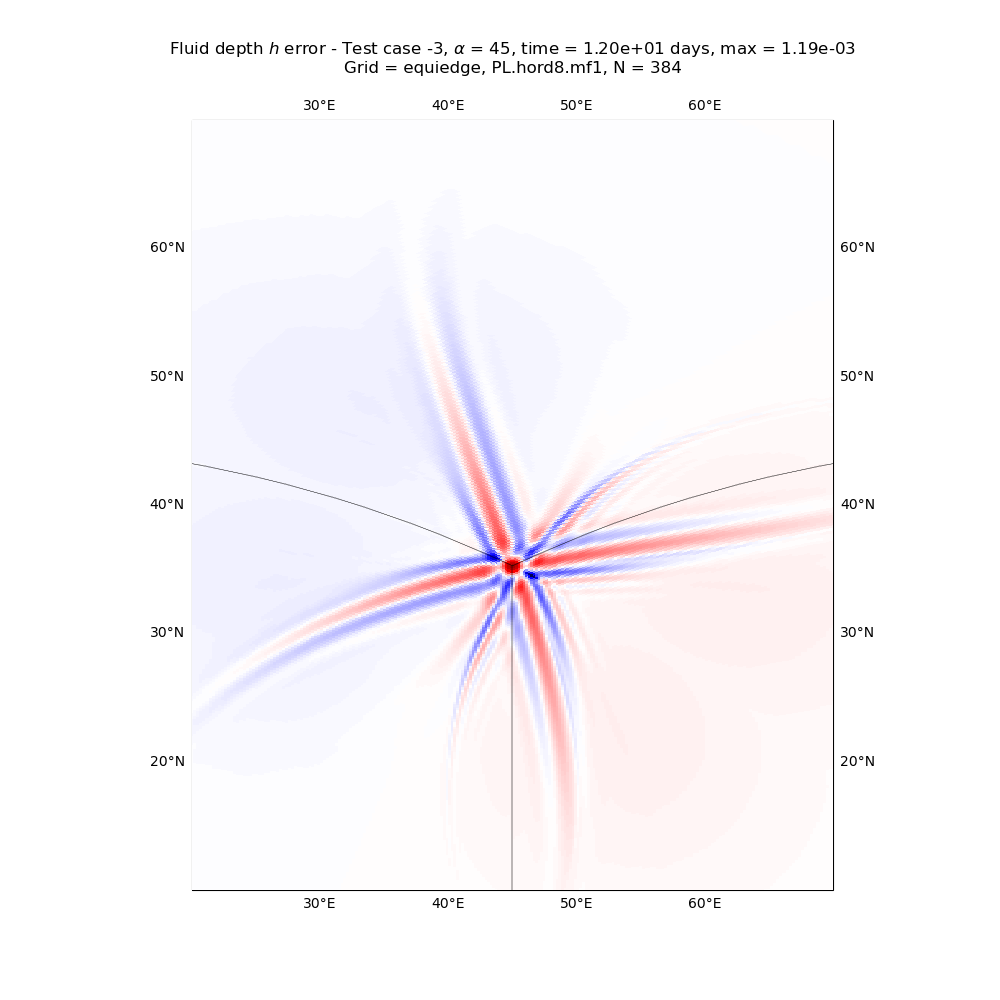 Fluid depth h error - Test case -3, α = 45, time = 1.20e+01 days, max = 1.19e-03
Grid = equiedge, PL.hord8.mf1, N = 384
30°E 40°E 50°E 60°E
60°N 60°N
50°N 50°N
40°N 40°N
30°N 30°N
20°N 20°N
30°E 40°E 50°E 60°E